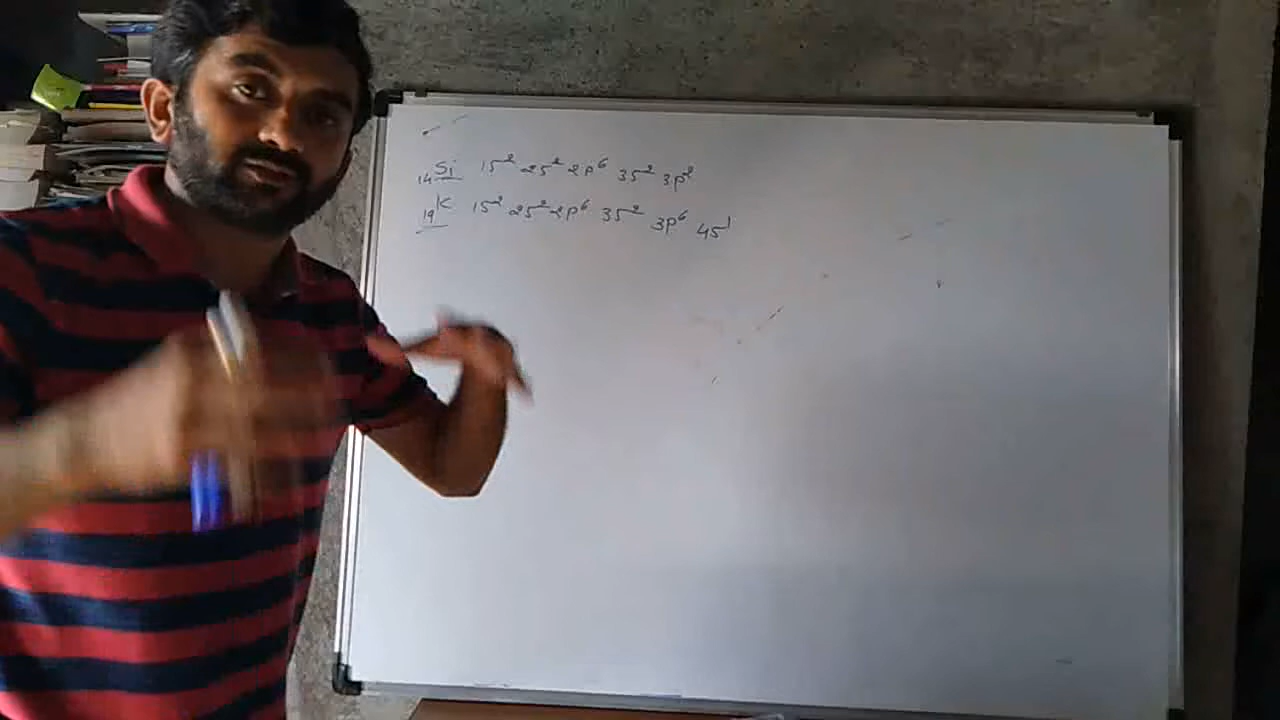 ₁₄Si 1s² 2s² 2p⁶ 3s² 3p²
₁₉K 1s² 2s² 2p⁶ 3s² 3p⁶ 4s¹